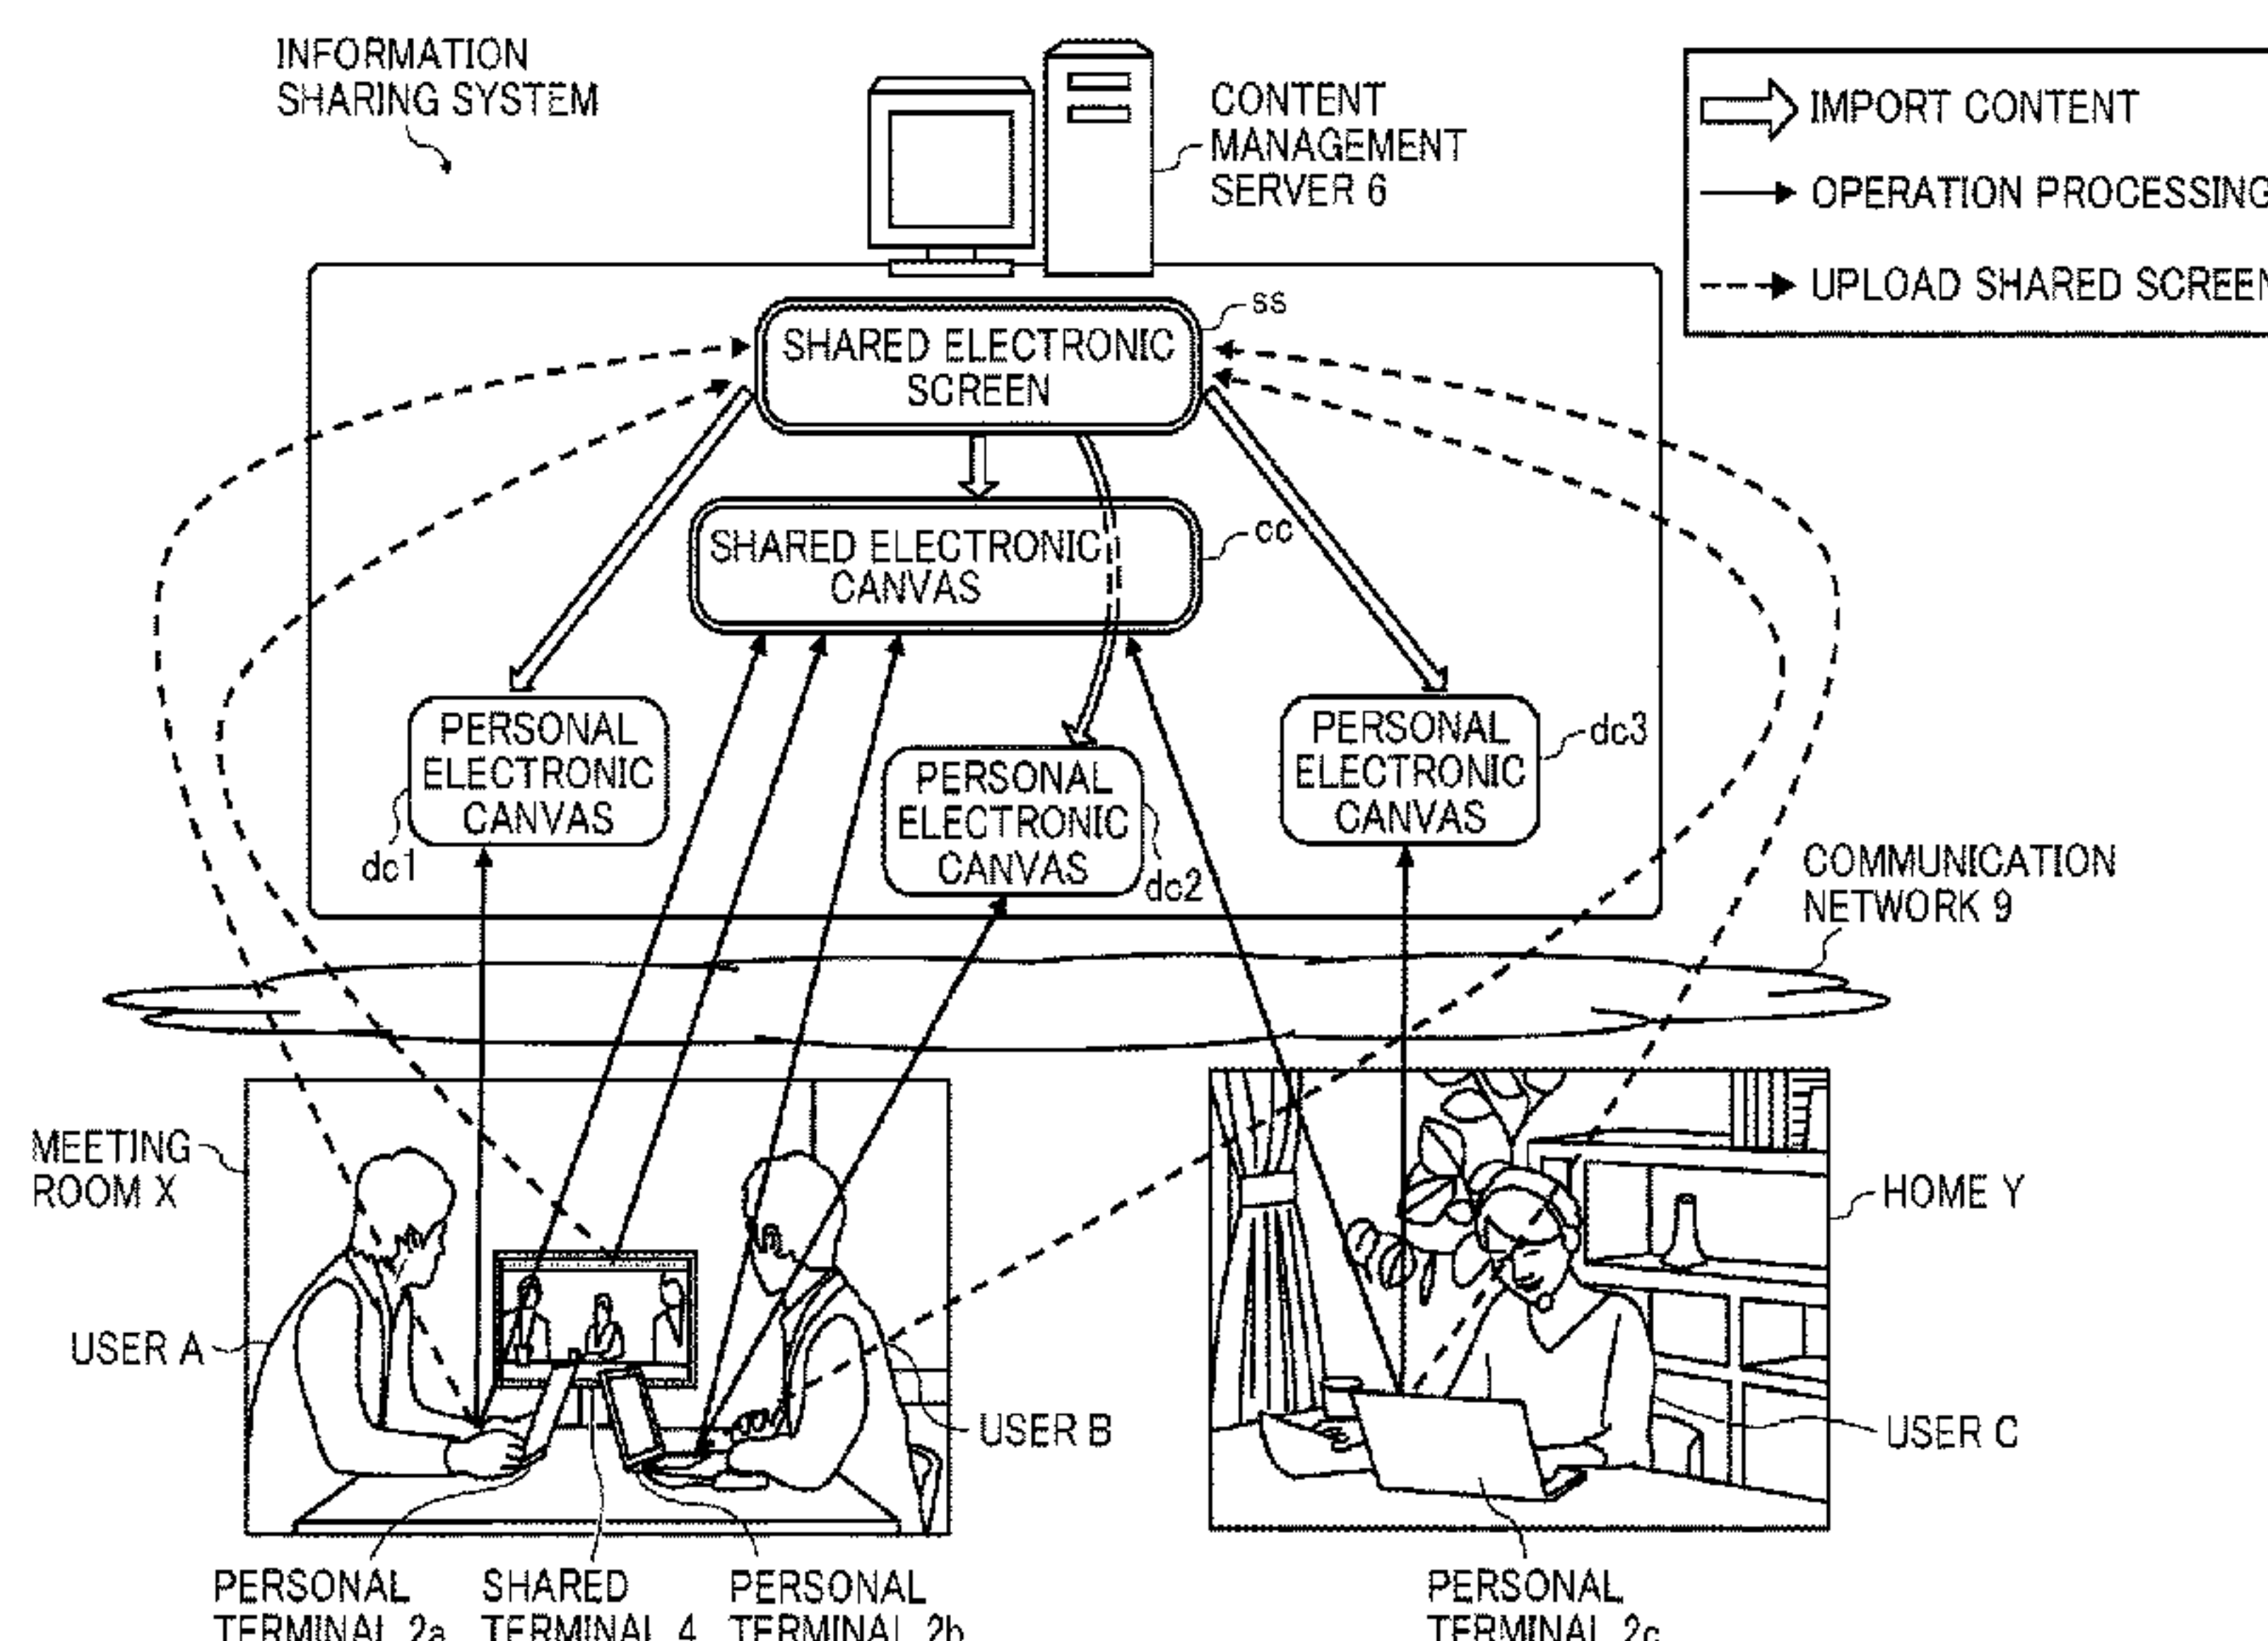 INFORMATION
SHARING SYSTEM
CONTENT
MANAGEMENT
SERVER 6
IMPORT CONTENT
OPERATION PROCESSING
UPLOAD SHARED SCREEN
SHARED ELECTRONIC
SCREEN
ss
SHARED ELECTRONIC
CANVAS
cc
PERSONAL
ELECTRONIC
CANVAS
dc1
PERSONAL
ELECTRONIC
CANVAS
dc2
PERSONAL
ELECTRONIC
CANVAS
dc3
COMMUNICATION
NETWORK 9
MEETING
ROOM X
HOME Y
USER A
USER B
USER C
PERSONAL
TERMINAL 2a
SHARED
TERMINAL 4
PERSONAL
TERMINAL 2b
PERSONAL
TERMINAL 2c